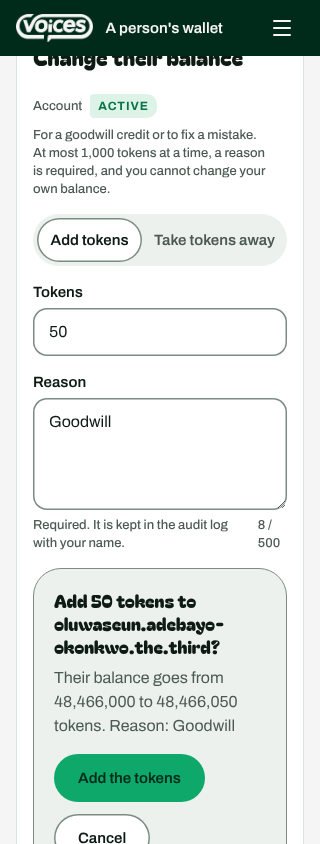 voices
A person's wallet
Change their balance
Account ACTIVE
For a goodwill credit or to fix a mistake.
At most 1,000 tokens at a time, a reason
is required, and you cannot change your
own balance.
Add tokens
Take tokens away
Tokens
50
Reason
Goodwill
Required. It is kept in the audit log
with your name.
8 /
500
Add 50 tokens to
oluwaseun.adebayo-
okonkwo.the.third?
Their balance goes from
48,466,000 to 48,466,050
tokens. Reason: Goodwill
Add the tokens
Cancel